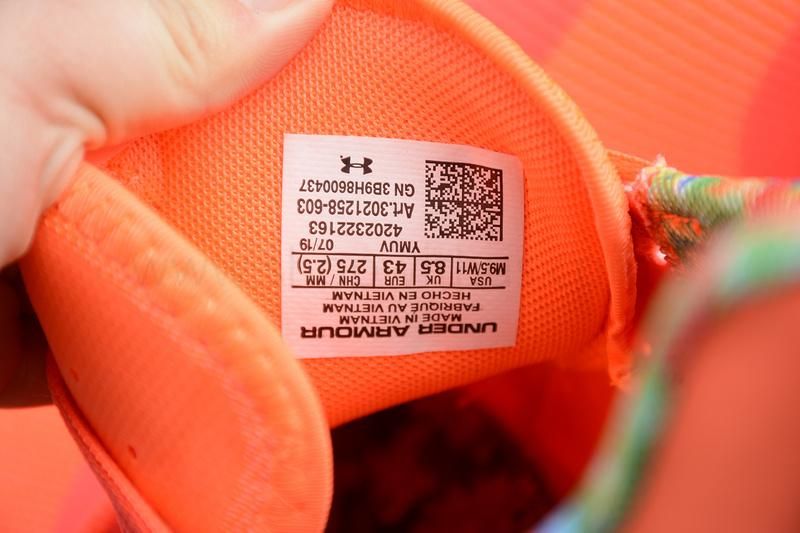 UNDER ARMOUR
MADE IN VIETNAM
FABRIQUÉ AU VIETNAM
HECHO EN VIETNAM
USA UK EUR CHN / MM
M9.5/W11 8.5 43 275 (2.5)
YMUV 07/19
4202322163
Art.3021258-603
GN 3B9H8600437